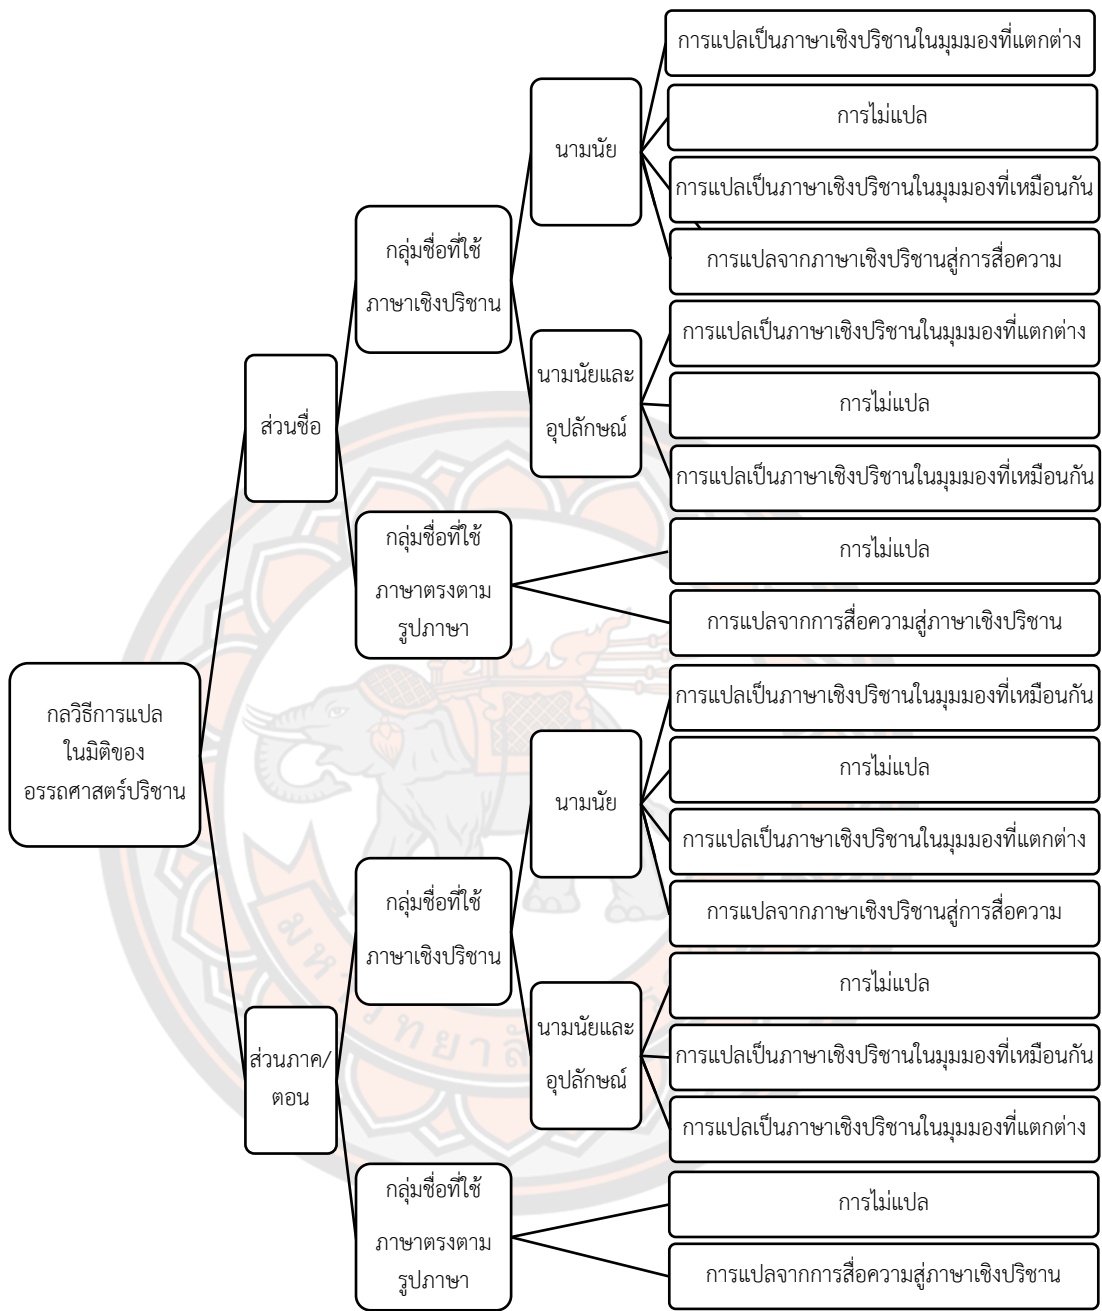 กลวิธีการแปล
ในมิติของ
อรรถศาสตร์ปริชาน
ส่วนชื่อ
กลุ่มชื่อที่ใช้
ภาษาเชิงปริชาน
นามนัย
การแปลเป็นภาษาเชิงปริชานในมุมมองที่แตกต่าง
การไม่แปล
การแปลเป็นภาษาเชิงปริชานในมุมมองที่เหมือนกัน
การแปลจากภาษาเชิงปริชานสู่การสื่อความ
นามนัยและ
อุปลักษณ์
การแปลเป็นภาษาเชิงปริชานในมุมมองที่แตกต่าง
การไม่แปล
การแปลเป็นภาษาเชิงปริชานในมุมมองที่เหมือนกัน
กลุ่มชื่อที่ใช้
ภาษาตรงตาม
รูปภาษา
การไม่แปล
การแปลจากการสื่อความสู่ภาษาเชิงปริชาน
ส่วนภาค/
ตอน
กลุ่มชื่อที่ใช้
ภาษาเชิงปริชาน
นามนัย
การแปลเป็นภาษาเชิงปริชานในมุมมองที่เหมือนกัน
การไม่แปล
การแปลเป็นภาษาเชิงปริชานในมุมมองที่แตกต่าง
การแปลจากภาษาเชิงปริชานสู่การสื่อความ
นามนัยและ
อุปลักษณ์
การไม่แปล
การแปลเป็นภาษาเชิงปริชานในมุมมองที่เหมือนกัน
การแปลเป็นภาษาเชิงปริชานในมุมมองที่แตกต่าง
กลุ่มชื่อที่ใช้
ภาษาตรงตาม
รูปภาษา
การไม่แปล
การแปลจากการสื่อความสู่ภาษาเชิงปริชาน